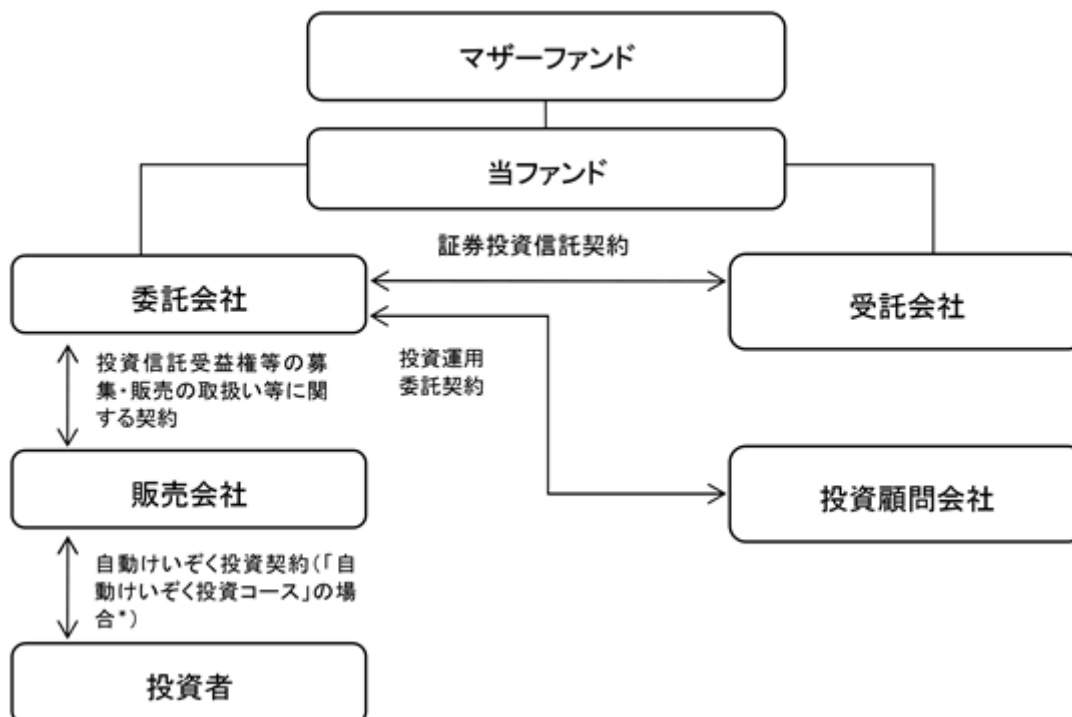 マザーファンド
当ファンド
証券投資信託契約
委託会社
受託会社
投資信託受益権等の募
集・販売の取扱い等に関
する契約
投資運用
委託契約
販売会社
投資顧問会社
自動けいぞく投資契約(「自
動けいぞく投資コース」の場
合*)
投資者